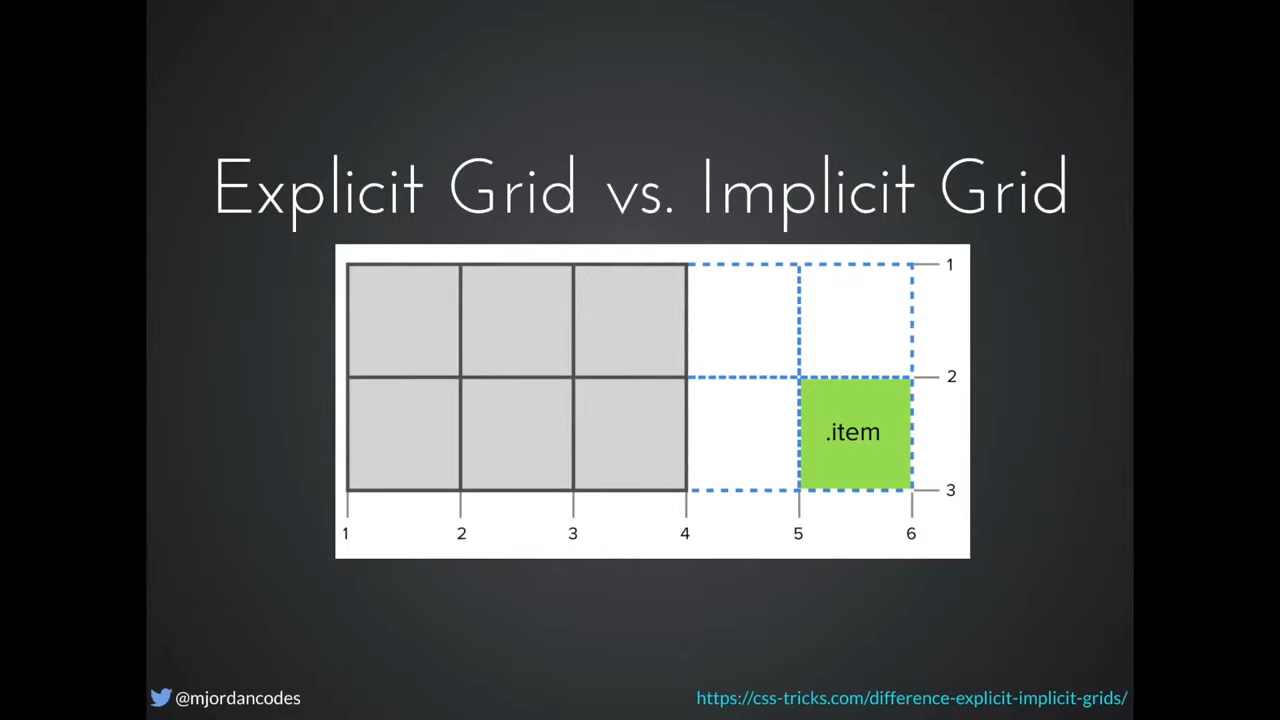 Explicit Grid vs. Implicit Grid
1
2
.item
3
1 2 3 4 5 6
@mjordancodes
https://css-tricks.com/difference-explicit-implicit-grids/